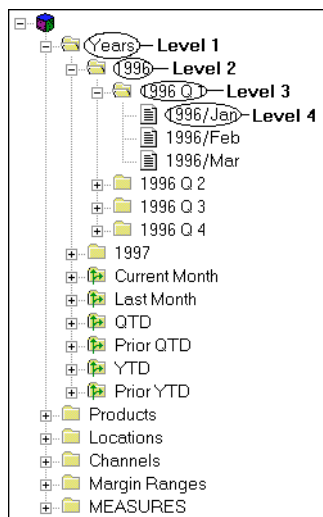 Years Level 1
1996 Level 2
1996 Q 1 Level 3
1996/Jan Level 4
1996/Feb
1996/Mar
1996 Q 2
1996 Q 3
1996 Q 4
1997
Current Month
Last Month
QTD
Prior QTD
YTD
Prior YTD
Products
Locations
Channels
Margin Ranges
MEASURES